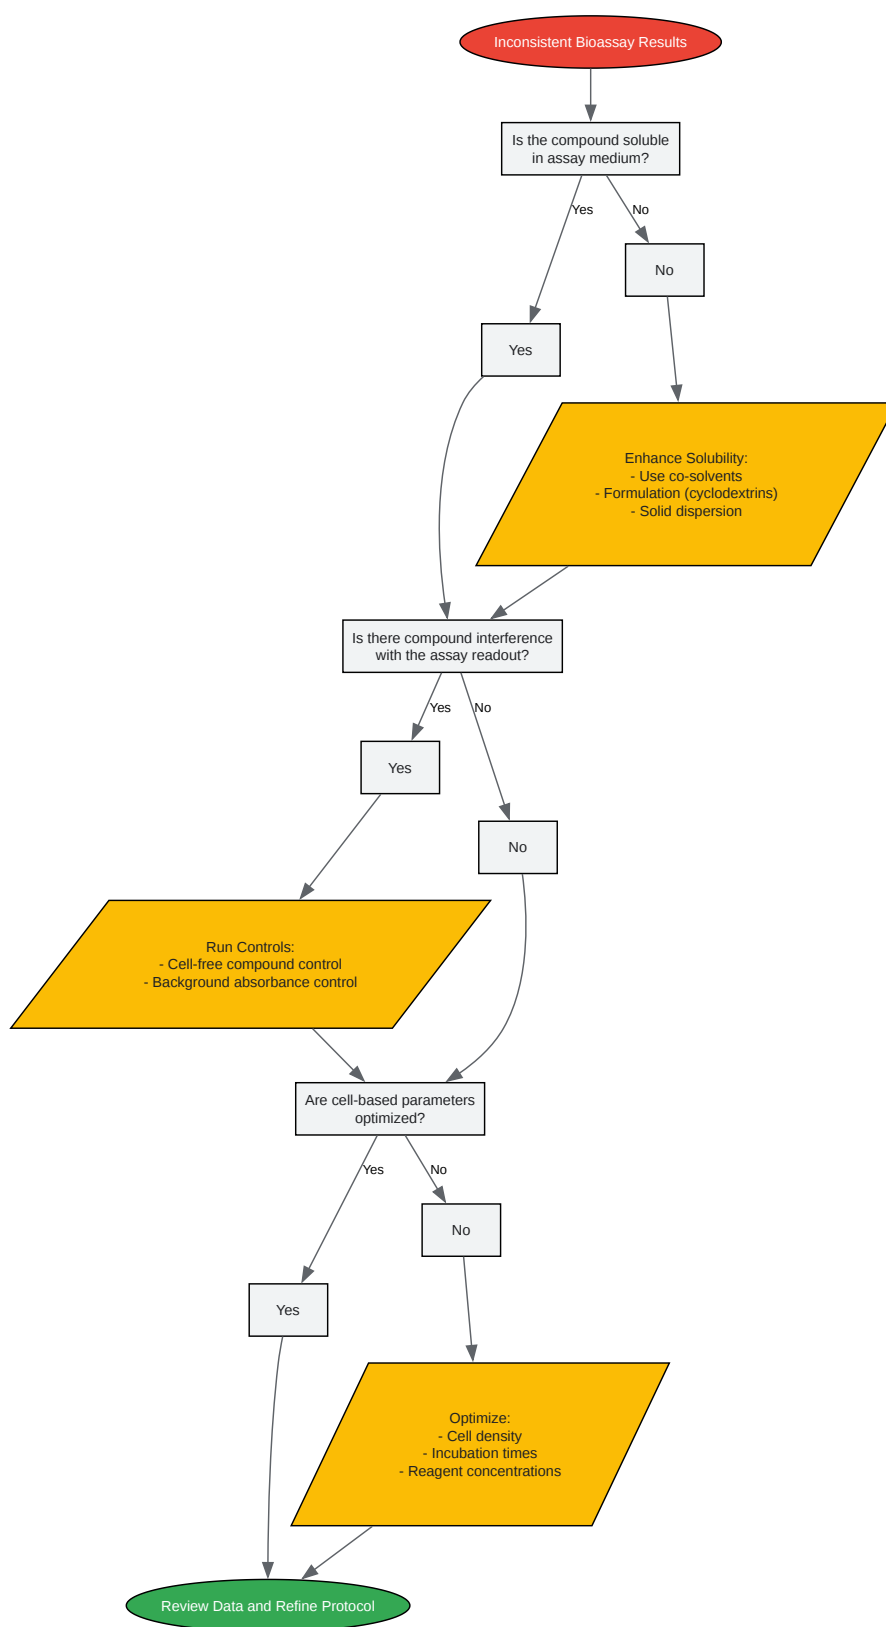 Inconsistent Bioassay Results
Is the compound soluble
in assay medium?
Yes
No
No
Yes
Enhance Solubility:
- Use co-solvents
- Formulation (cyclodextrins)
- Solid dispersion
Is there compound interference
with the assay readout?
Yes
No
Yes
No
Run Controls:
- Cell-free compound control
- Background absorbance control
Are cell-based parameters
optimized?
Yes
No
No
Yes
Optimize:
- Cell density
- Incubation times
- Reagent concentrations
Review Data and Refine Protocol